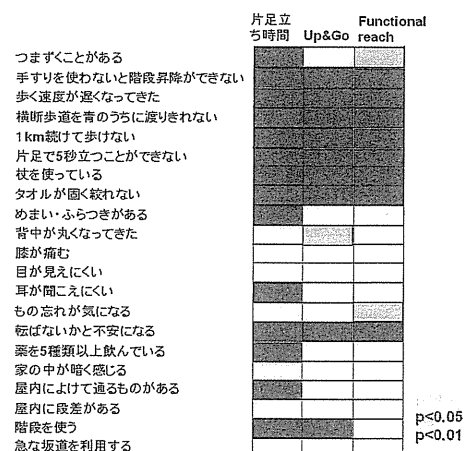 片足立
ち時間
Up&Go
Functional
reach
つまずくことがある
手すりを使わないと階段昇降ができない
歩く速度が遅くなってきた
横断歩道を青のうちに渡りきれない
1km続けて歩けない
片足で5秒立つことができない
杖を使っている
タオルが固く絞れない
めまい・ふらつきがある
背中が丸くなってきた
膝が痛む
目が見えにくい
耳が聞こえにくい
もの忘れが気になる
転ばないかと不安になる
薬を5種類以上飲んでいる
家の中が暗く感じる
屋内によけて通るものがある
屋内に段差がある
階段を使う
急な坂道を利用する
p<0.05
p<0.01